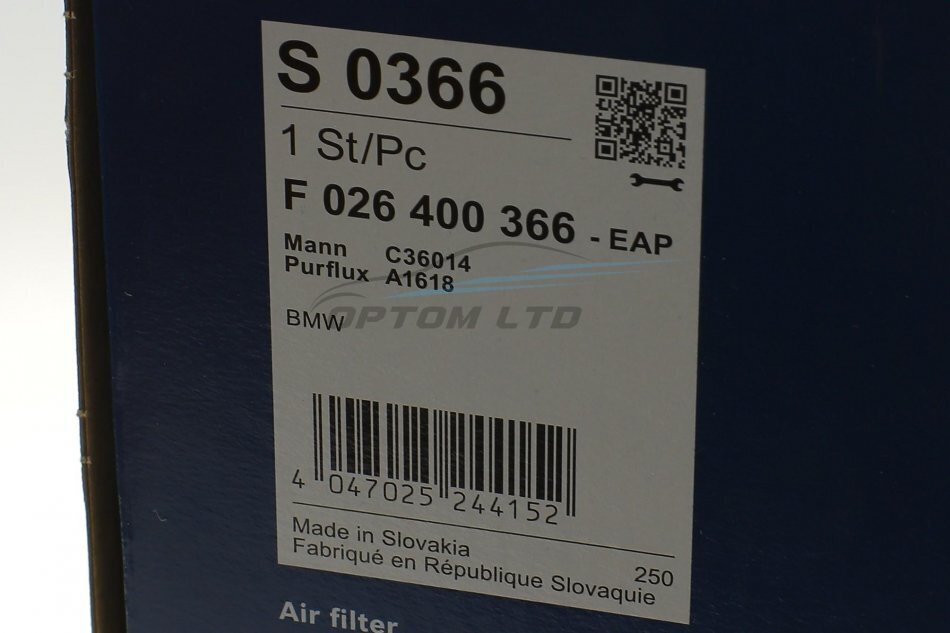 S 0366
1 St/Pc
F 026 400 366 - EAP
Mann C36014
Purflux A1618
BMW
OPTOM LTD
4 047025 244152
Made in Slovakia
Fabriqué en République Slovaquie
250
Air filter